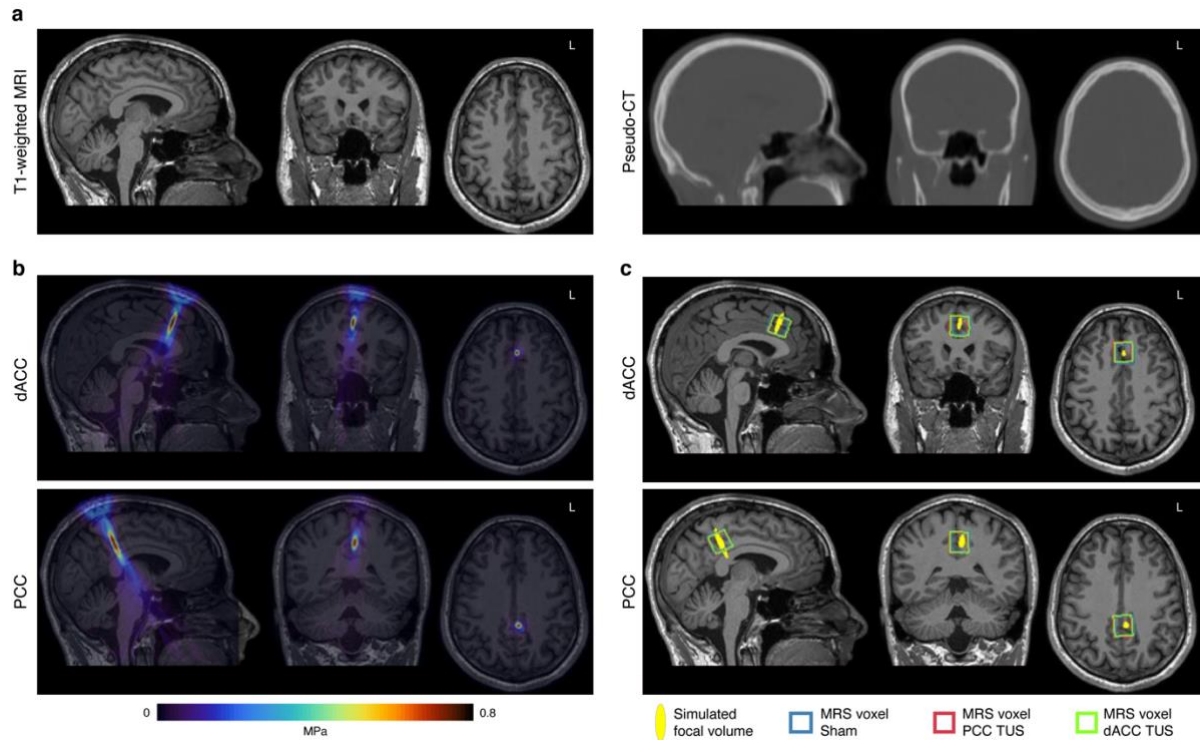 a
T1-weighted MRI
L
Pseudo-CT
L
b
dACC
L
c
dACC
L
PCC
L
PCC
L
0
0.8
MPa
Simulated
focal volume
MRS voxel
Sham
MRS voxel
PCC TUS
MRS voxel
dACC TUS